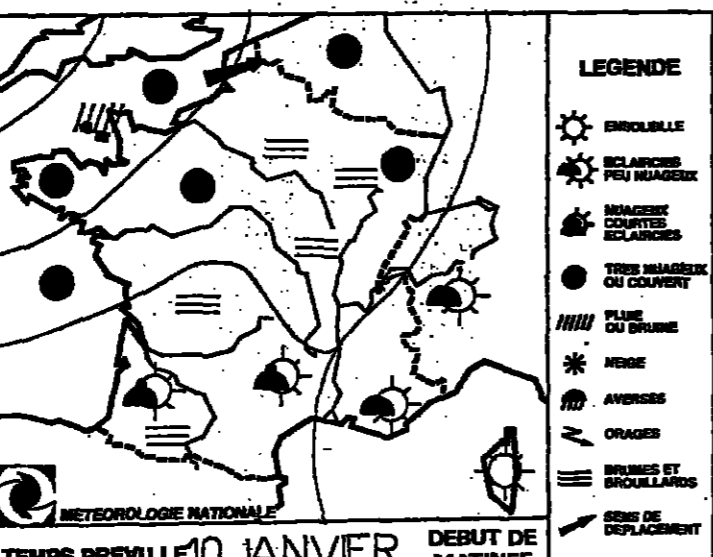 LEGENDE
ENSOLEILLE
ECLAIRCIES
PEU NUAGEUX
NUAGEUX
COURTES
ECLAIRCIES
TRES NUAGEUX
OU COUVERT
PLUIE
OU BRUINE
NEIGE
AVERSES
ORAGES
BRUMES ET
BROUILLARDS
SENS DE
DEPLACEMENT
METEOROLOGIE NATIONALE
TEMPS PREVU LE 10 JANVIER DEBUT DE
MATINEE